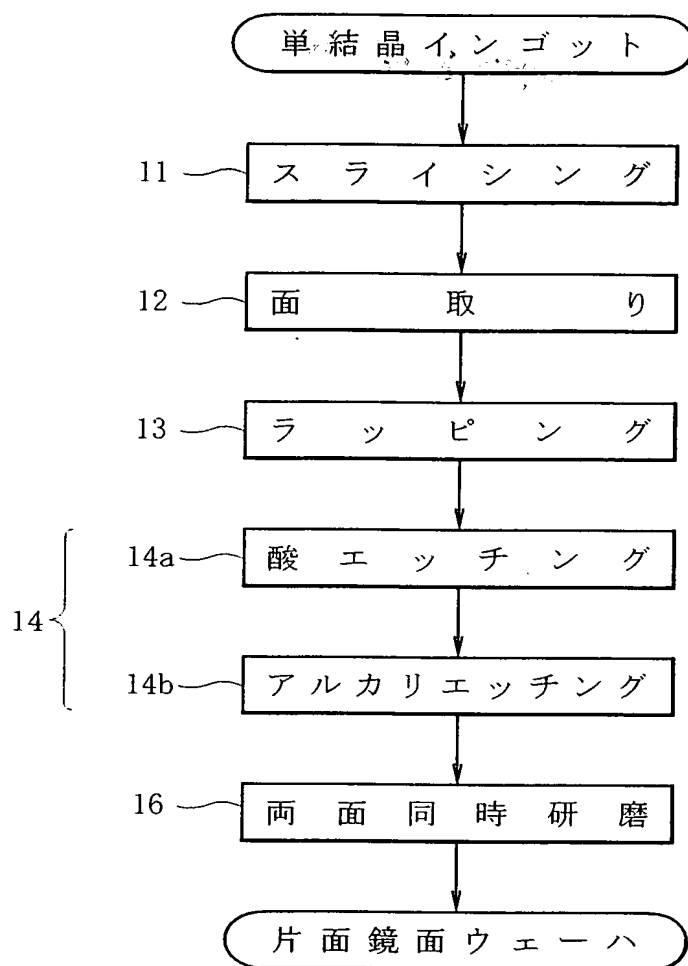 単結晶インゴット
11 スライシング
12 面取り
13 ラッピング
14a 酸エッチング
14
14b アルカリエッチング
16 両面同時研磨
片面鏡面ウェーハ